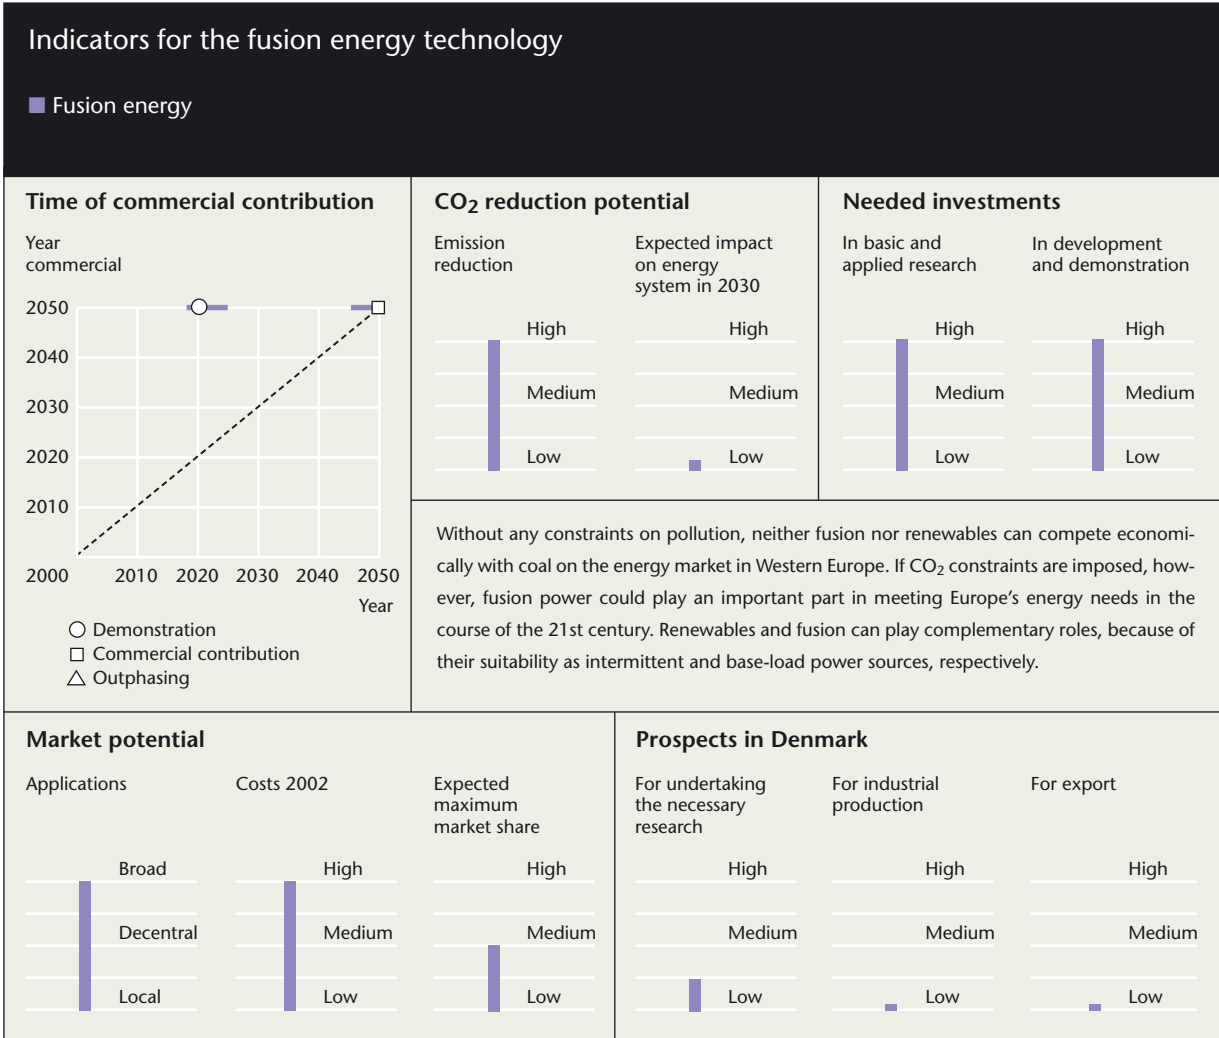 Indicators for the fusion energy technology
Fusion energy
Time of commercial contribution
Year
commercial
2050
2040
2030
2020
2010
2000
2010
2020
2030
2040
2050
Year
Demonstration
Commercial contribution
Outphasing
CO2 reduction potential
Emission
reduction
High
Medium
Low
Expected impact
on energy
system in 2030
High
Medium
Low
Needed investments
In basic and
applied research
High
Medium
Low
In development
and demonstration
High
Medium
Low
Without any constraints on pollution, neither fusion nor renewables can compete economi-
cally with coal on the energy market in Western Europe. If CO2 constraints are imposed, how-
ever, fusion power could play an important part in meeting Europe’s energy needs in the
course of the 21st century. Renewables and fusion can play complementary roles, because of
their suitability as intermittent and base-load power sources, respectively.
Market potential
Applications
Broad
Decentral
Local
Costs 2002
High
Medium
Low
Expected
maximum
market share
High
Medium
Low
Prospects in Denmark
For undertaking
the necessary
research
High
Medium
Low
For industrial
production
High
Medium
Low
For export
High
Medium
Low